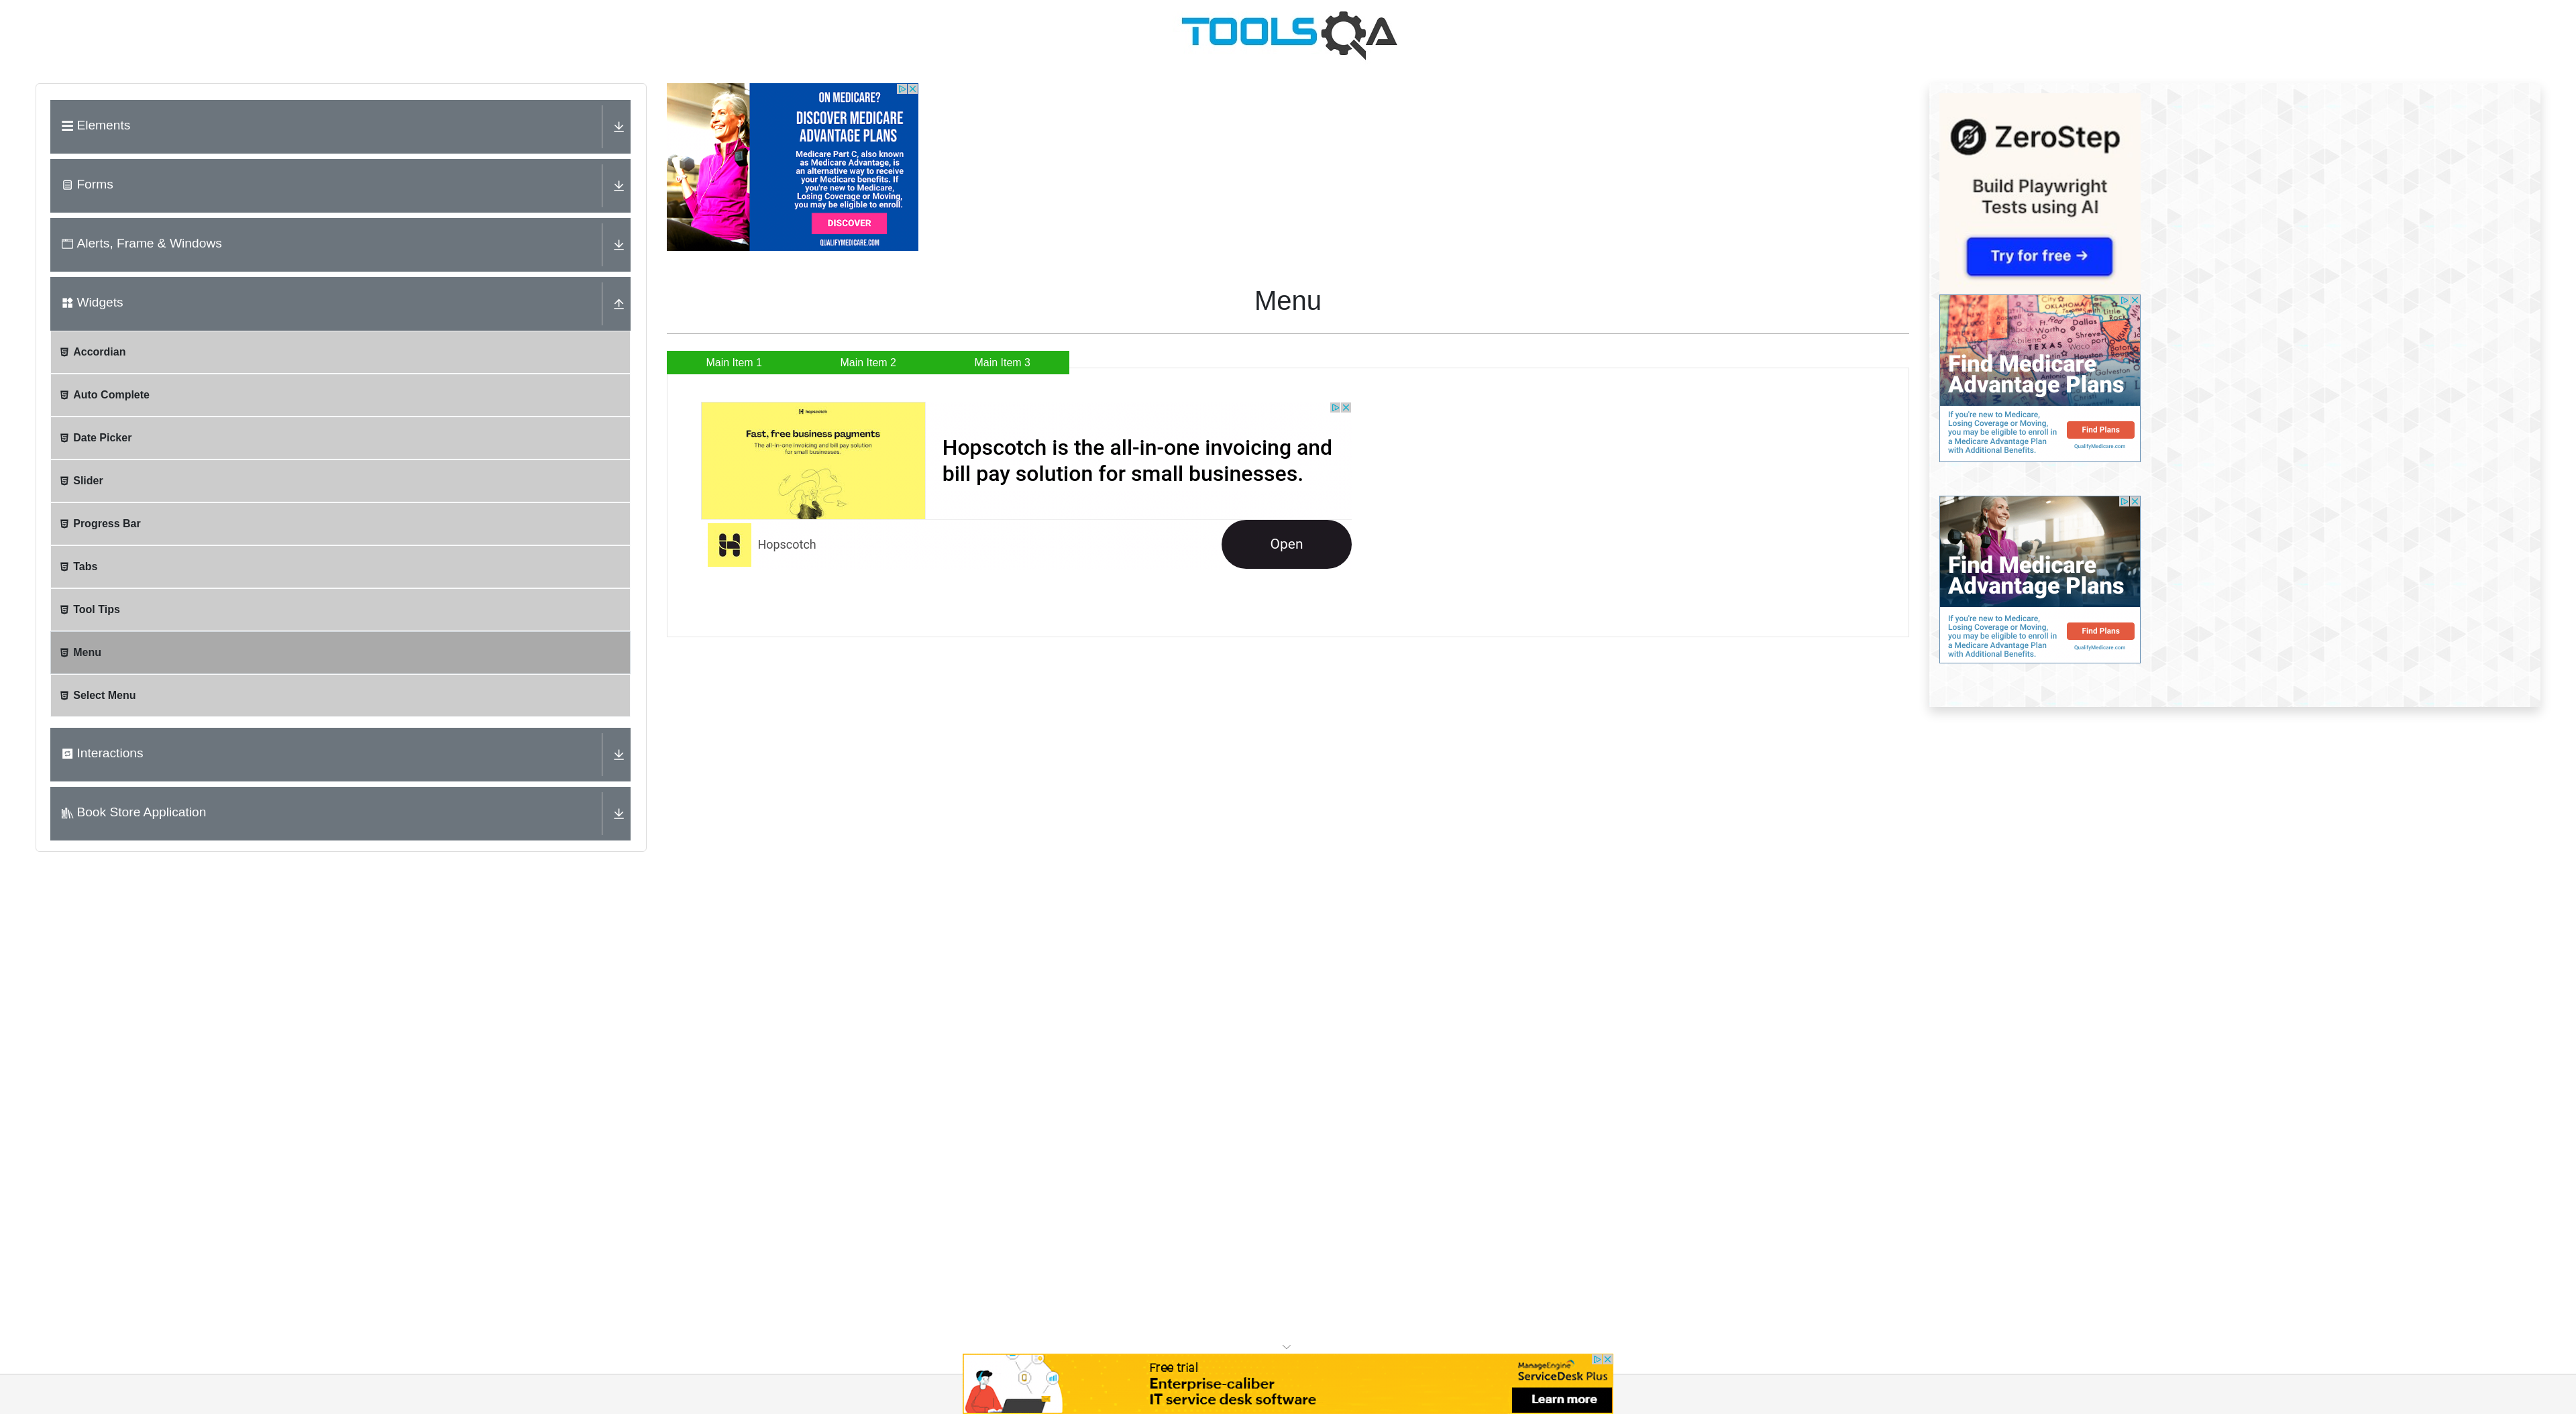 TOOLSQA
Elements
Forms
Alerts, Frame & Windows
Widgets
Accordian
Auto Complete
Date Picker
Slider
Progress Bar
Tabs
Tool Tips
Menu
Select Menu
Interactions
Book Store Application
ON MEDICARE?
DISCOVER MEDICARE
ADVANTAGE PLANS
Medicare Part C, also known
as Medicare Advantage, is
an alternative way to receive
your Medicare benefits. If
you're new to Medicare,
Losing Coverage or Moving,
you may be eligible to enroll.
DISCOVER
QUALIFYMEDICARE.COM
Menu
Main Item 1
Main Item 2
Main Item 3
hopscotch
Fast, free business payments
The all-in-one invoicing and bill pay solution
for small businesses.
Hopscotch is the all-in-one invoicing and
bill pay solution for small businesses.
Hopscotch
Open
ZeroStep
Build Playwright
Tests using AI
Try for free →
Find Medicare
Advantage Plans
If you're new to Medicare,
Losing Coverage or Moving,
you may be eligible to enroll in
a Medicare Advantage Plan
with Additional Benefits.
Find Plans
QualifyMedicare.com
Find Medicare
Advantage Plans
If you're new to Medicare,
Losing Coverage or Moving,
you may be eligible to enroll in
a Medicare Advantage Plan
with Additional Benefits.
Find Plans
QualifyMedicare.com
Free trial
Enterprise-caliber
IT service desk software
ManageEngine
ServiceDesk Plus
Learn more